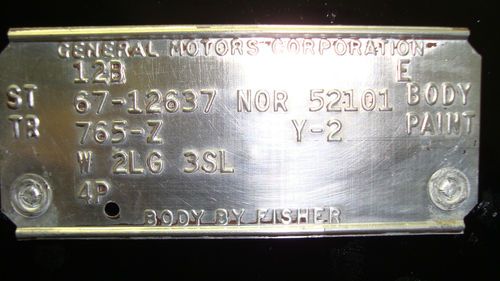 GENERAL MOTORS CORPORATION
12B E
ST 67-12637 NOR 52101 BODY
TR 765-Z Y-2 PAINT
W 2LG 3SL
4P
BODY BY FISHER